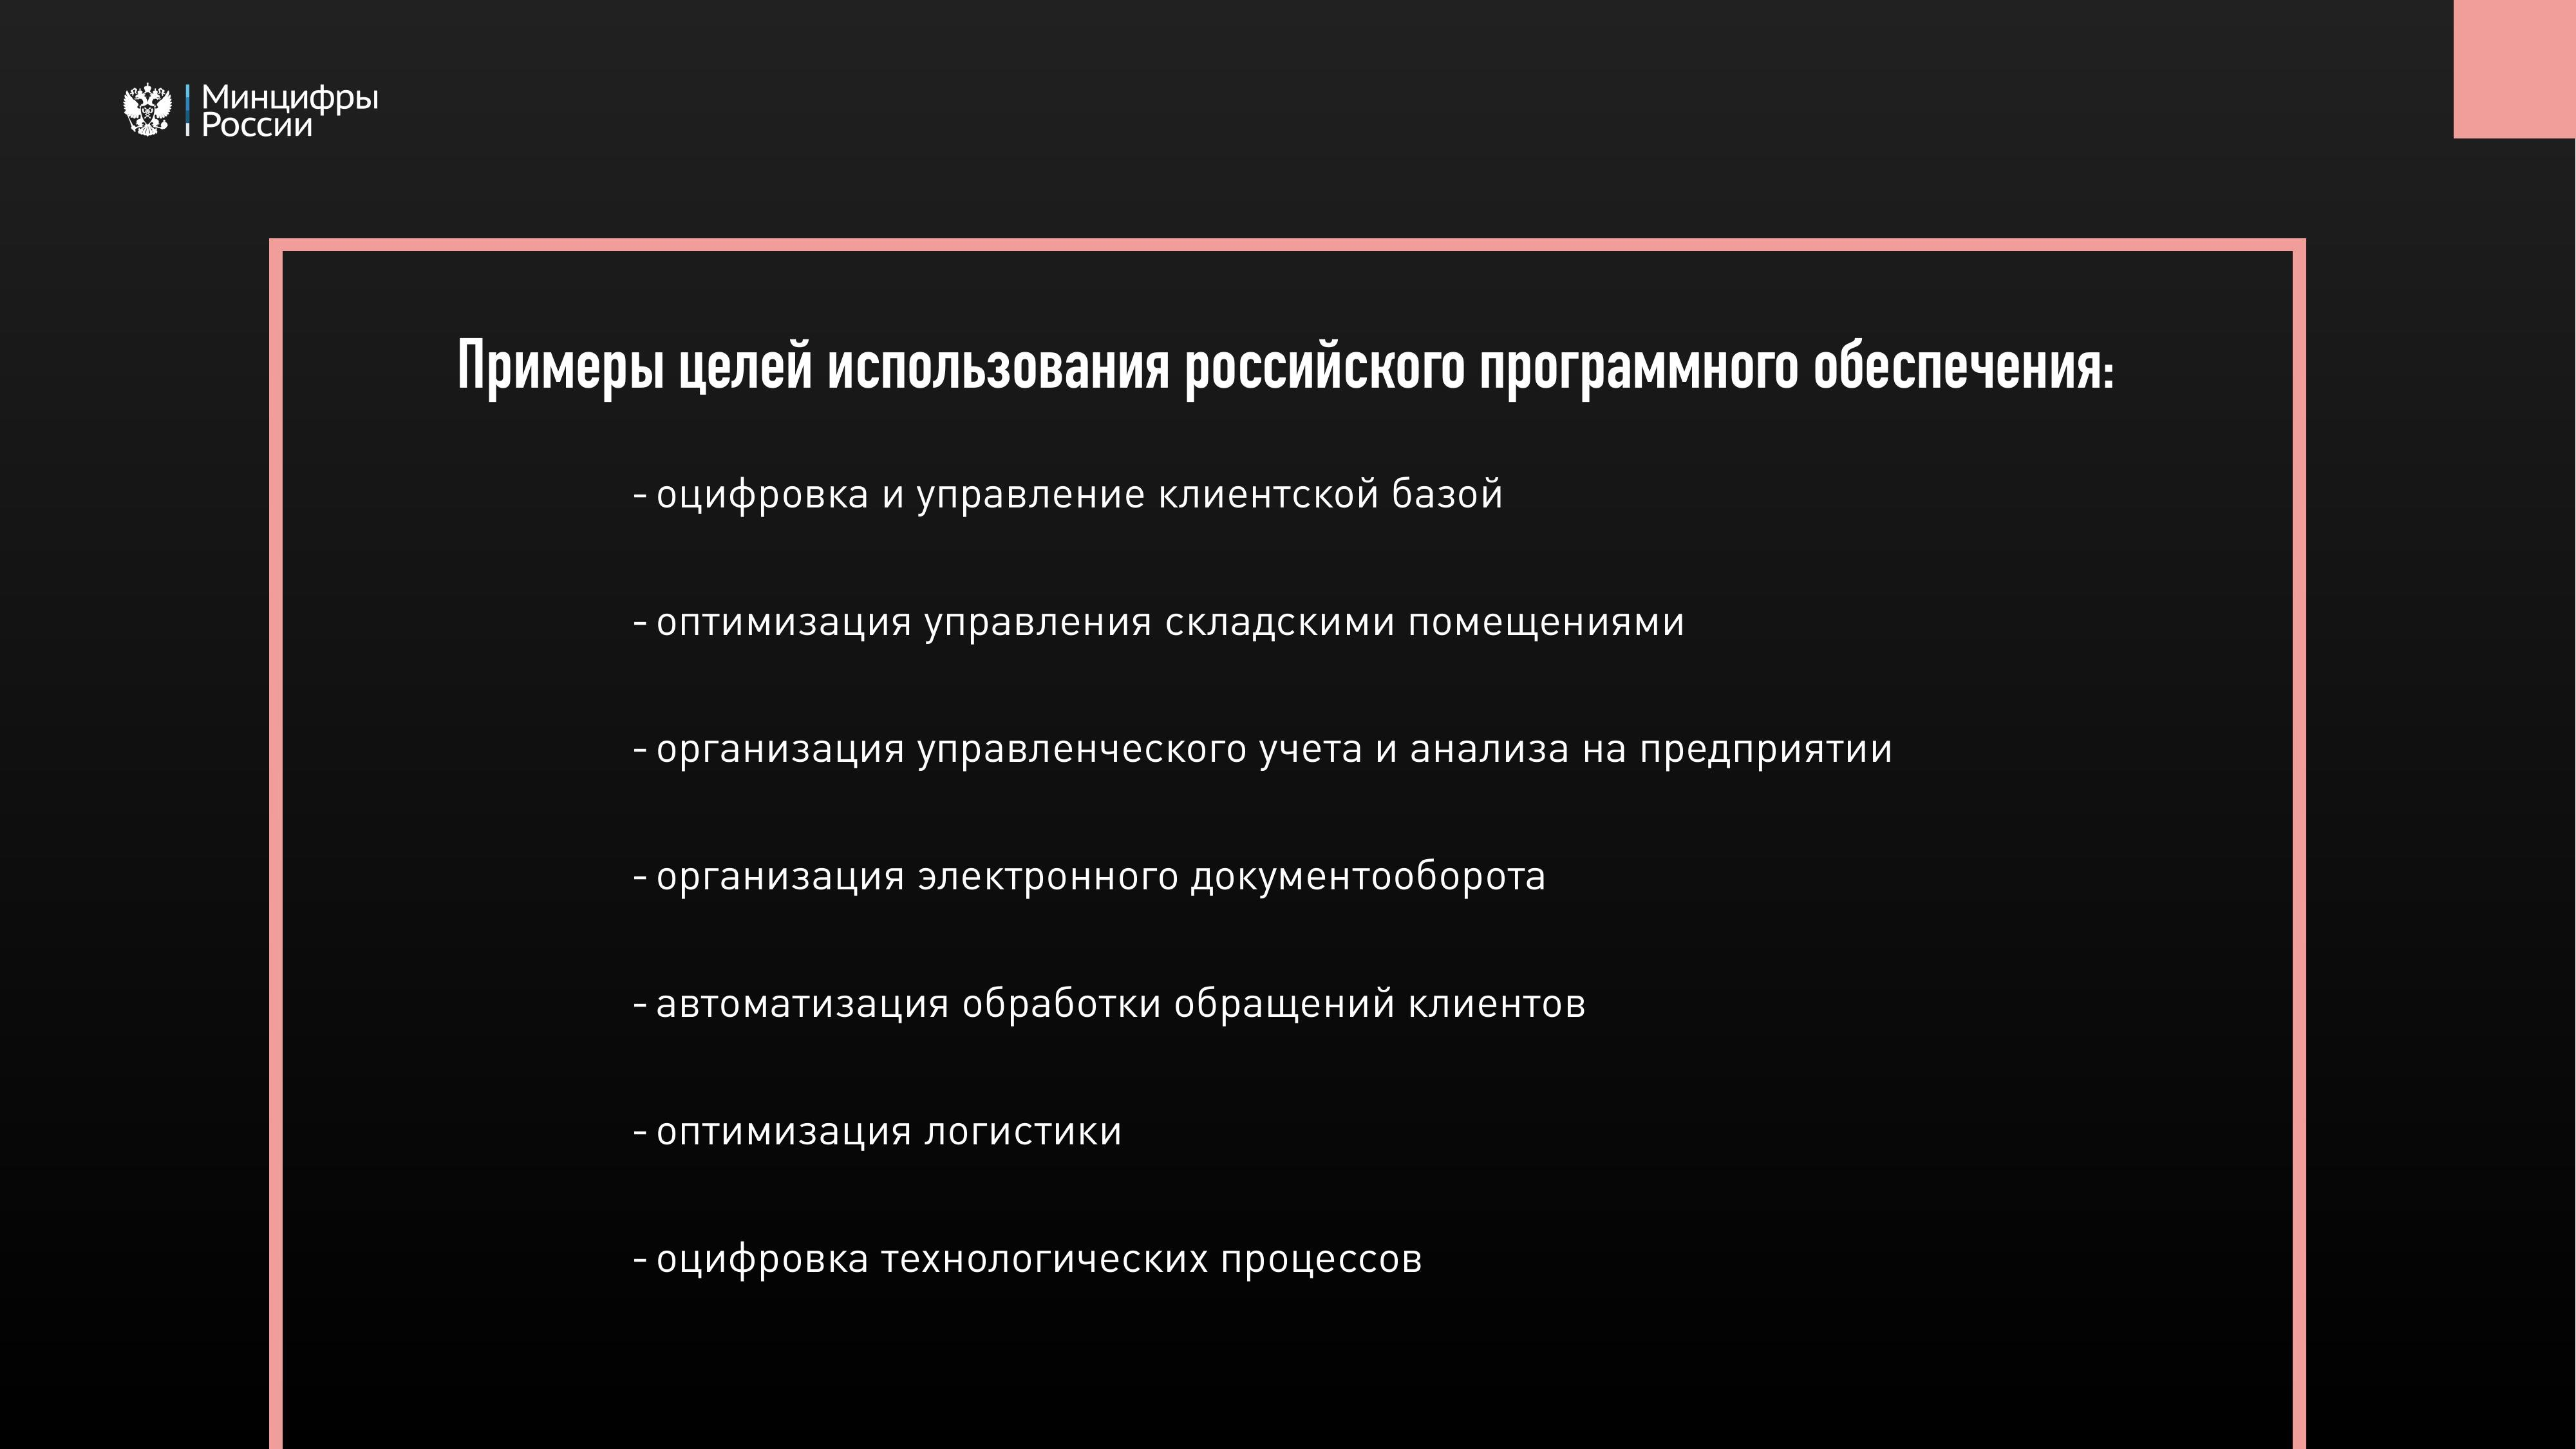 Минцифры
России
Примеры целей использования российского программного обеспечения:
- оцифровка и управление клиентской базой
- оптимизация управления складскими помещениями
- организация управленческого учета и анализа на предприятии
- организация электронного документооборота
- автоматизация обработки обращений клиентов
- оптимизация логистики
- оцифровка технологических процессов